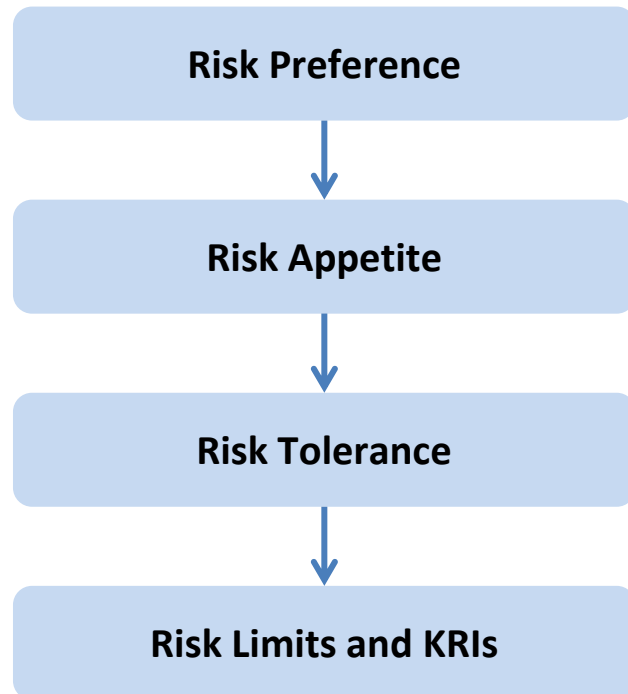 Risk Preference
Risk Appetite
Risk Tolerance
Risk Limits and KRIs